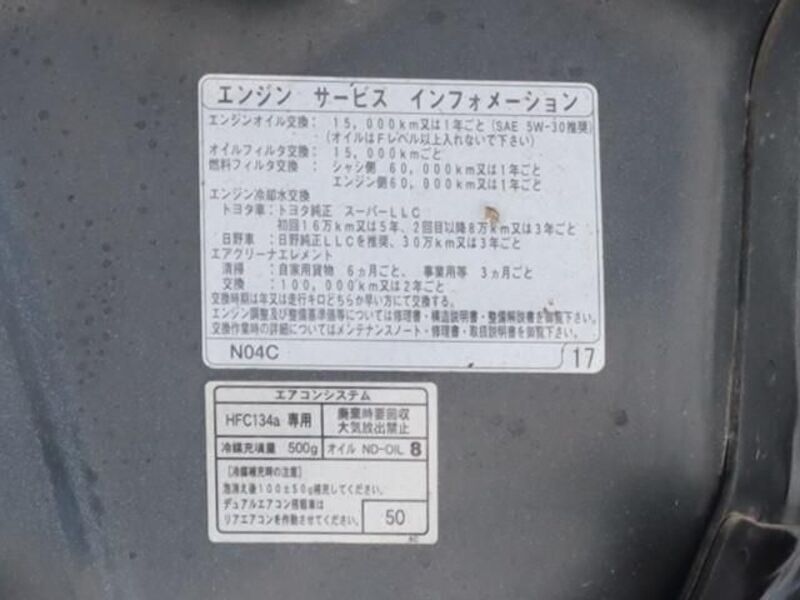 エンジン サービス インフォメーション
エンジンオイル交換： 15,000km又は1年ごと (SAE 5W-30推奨)
(オイルはFレベル以上入れないで下さい)
オイルフィルタ交換： 15,000kmごと
燃料フィルタ交換： シャシ側 60,000km又は1年ごと
エンジン側60,000km又は1年ごと
エンジン冷却水交換
トヨタ車：トヨタ純正 スーパーLLC
初回16万km又は5年、2回目以降8万km又は3年ごと
日野車：日野純正LLCを推奨、30万km又は3年ごと
エアクリーナエレメント
清掃：自家用貨物 6ヵ月ごと、 事業用等 3ヵ月ごと
交換：100,000km又は2年ごと
交換時期は年又は走行キロどちらか早い方にて交換する。
エンジン調整及び整備基準値等については修理書・構造説明書・整備解説書を御覧下さい。
交換作業時の詳細についてはメンテナンスノート・修理書・取扱説明書を御覧下さい。
N04C 17
エアコンシステム
HFC134a 専用 廃棄時要回収
大気放出禁止
冷媒充填量 500g オイル ND-OIL 8
[冷媒補充時の注意]
泡消え後100±50g補充してください。
デュアルエアコン搭載車は
リアエアコンを作動させてください。 50